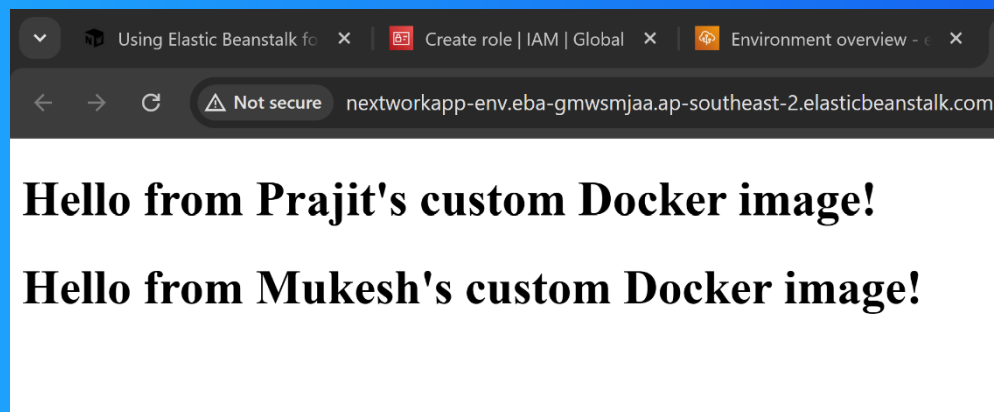 Using Elastic Beanstalk fo
Create role | IAM | Global
Environment overview - e
Not secure
nextworkapp-env.eba-gmwsmjaa.ap-southeast-2.elasticbeanstalk.com
Hello from Prajit's custom Docker image!
Hello from Mukesh's custom Docker image!